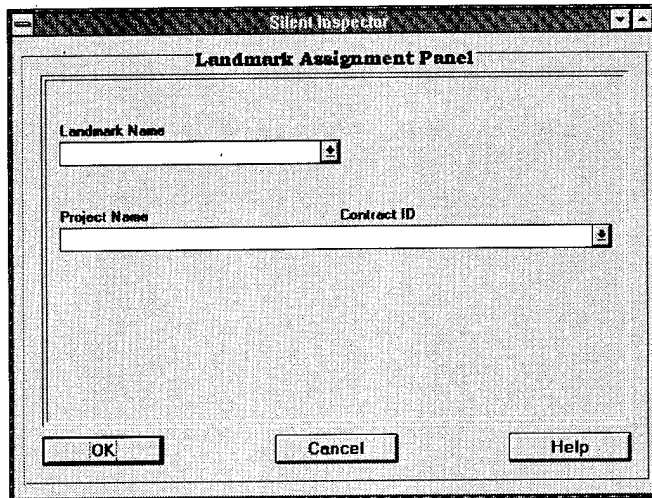 Silent Inspector
Landmark Assignment Panel
Landmark Name
Project Name Contract ID
OK Cancel Help